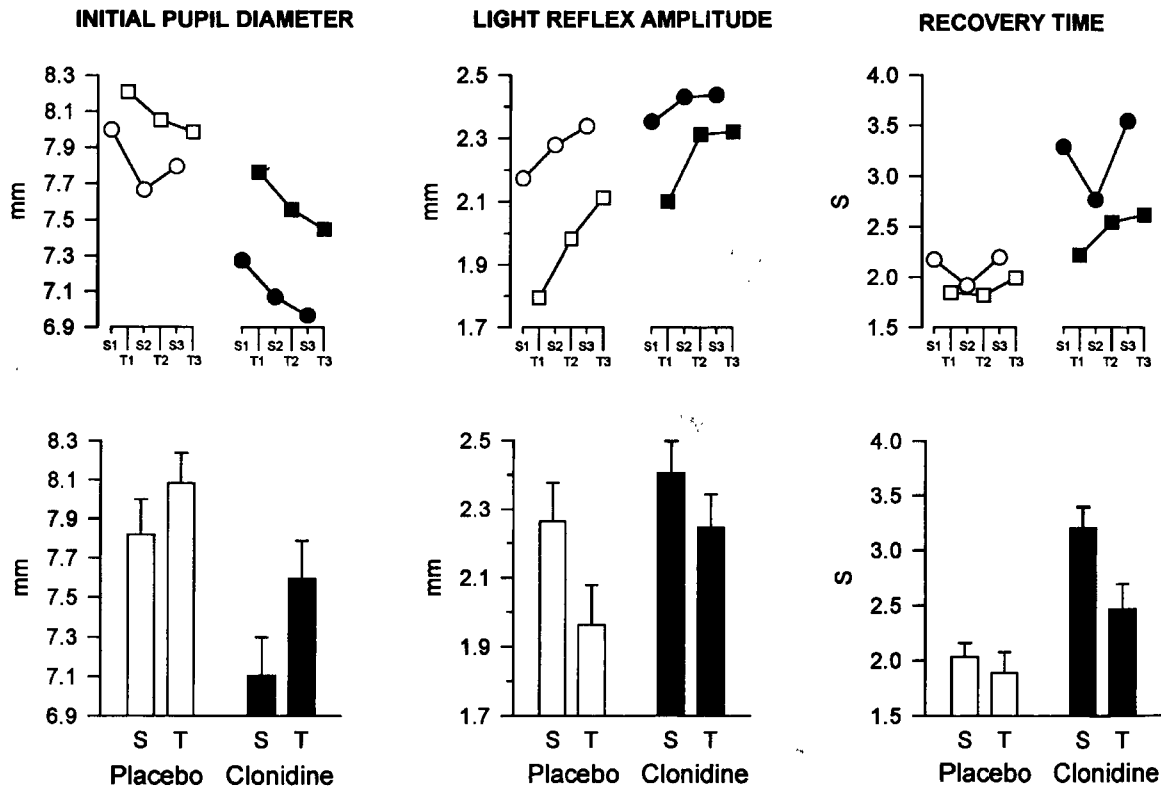 INITIAL PUPIL DIAMETER
LIGHT REFLEX AMPLITUDE
RECOVERY TIME
mm
8.3
8.1
7.9
7.7
7.5
7.3
7.1
6.9
S1 S2 S3
T1 T2 T3
S1 S2 S3
T1 T2 T3
mm
2.5
2.3
2.1
1.9
1.7
S1 S2 S3
T1 T2 T3
S1 S2 S3
T1 T2 T3
S
4.0
3.5
3.0
2.5
2.0
1.5
S1 S2 S3
T1 T2 T3
S1 S2 S3
T1 T2 T3
mm
8.3
8.1
7.9
7.7
7.5
7.3
7.1
6.9
S T S T
Placebo Clonidine
mm
2.5
2.3
2.1
1.9
1.7
S T S T
Placebo Clonidine
S
4.0
3.5
3.0
2.5
2.0
1.5
S T S T
Placebo Clonidine